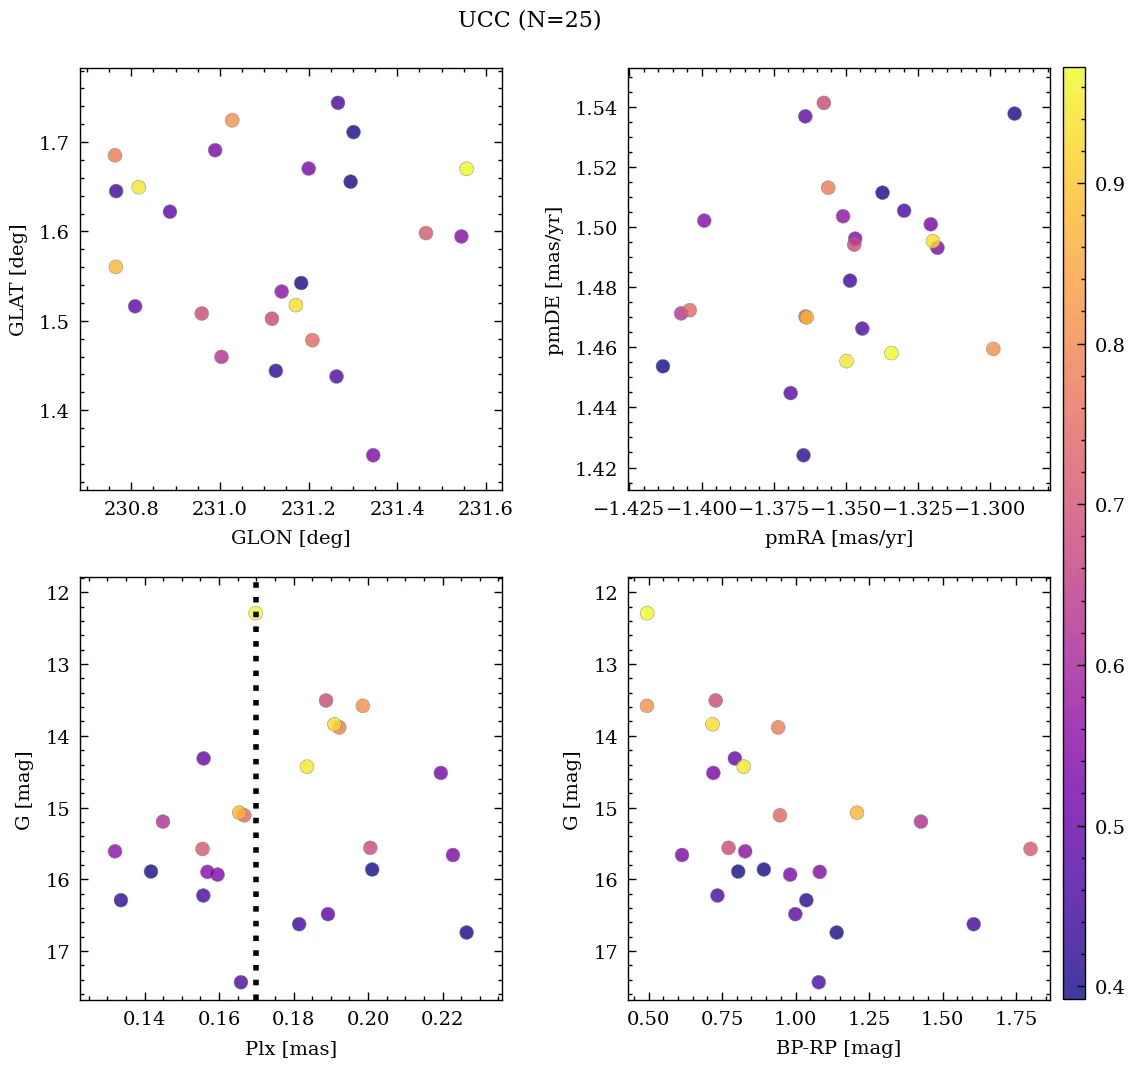 UCC (N=25)
1.7
1.6
1.5
1.4
GLAT [deg]
230.8 231.0 231.2 231.4 231.6
GLON [deg]
1.54
1.52
1.50
1.48
1.46
1.44
1.42
pmDE [mas/yr]
−1.425 −1.400 −1.375 −1.350 −1.325 −1.300
pmRA [mas/yr]
0.9
0.8
0.7
0.6
0.5
0.4
12
13
14
15
16
17
G [mag]
0.14 0.16 0.18 0.20 0.22
Plx [mas]
12
13
14
15
16
17
G [mag]
0.50 0.75 1.00 1.25 1.50 1.75
BP-RP [mag]